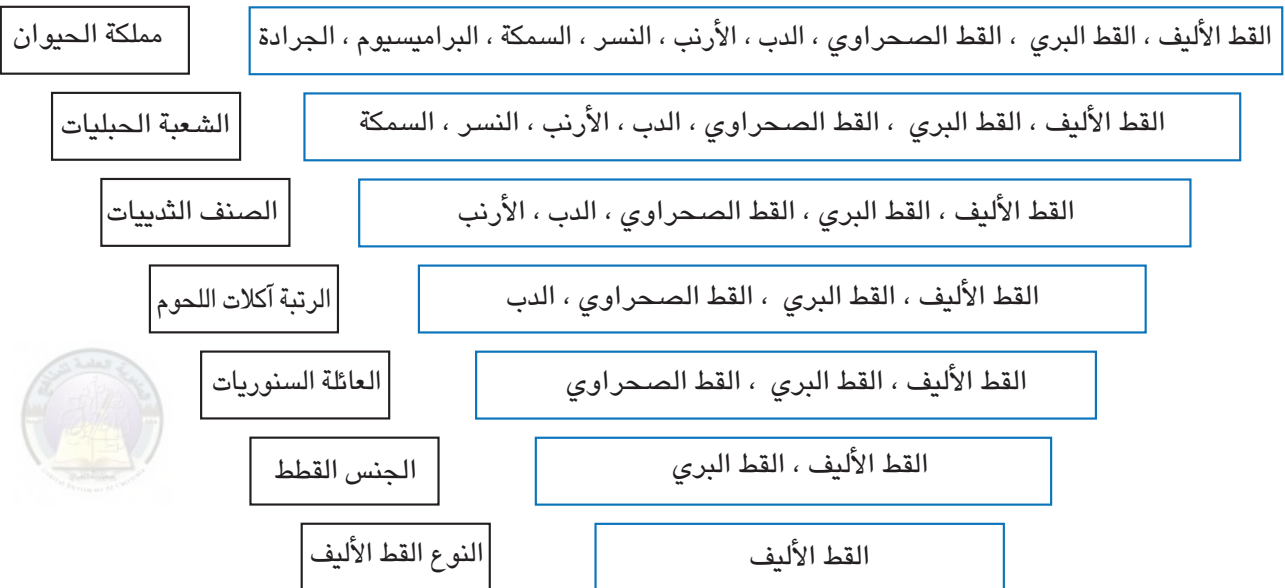 مملكة الحيوان
القط الأليف ، القط البري ، القط الصحراوي ، الدب ، الأرنب ، النسر ، السمكة ، البراميسيوم ، الجرادة
الشعبة الحبليات
القط الأليف ، القط البري ، القط الصحراوي ، الدب ، الأرنب ، النسر ، السمكة
الصنف الثدييات
القط الأليف ، القط البري ، القط الصحراوي ، الدب ، الأرنب
الرتبة آكلات اللحوم
القط الأليف ، القط البري ، القط الصحراوي ، الدب
العائلة السنوريات
القط الأليف ، القط البري ، القط الصحراوي
الجنس القطط
القط الأليف ، القط البري
النوع القط الأليف
القط الأليف